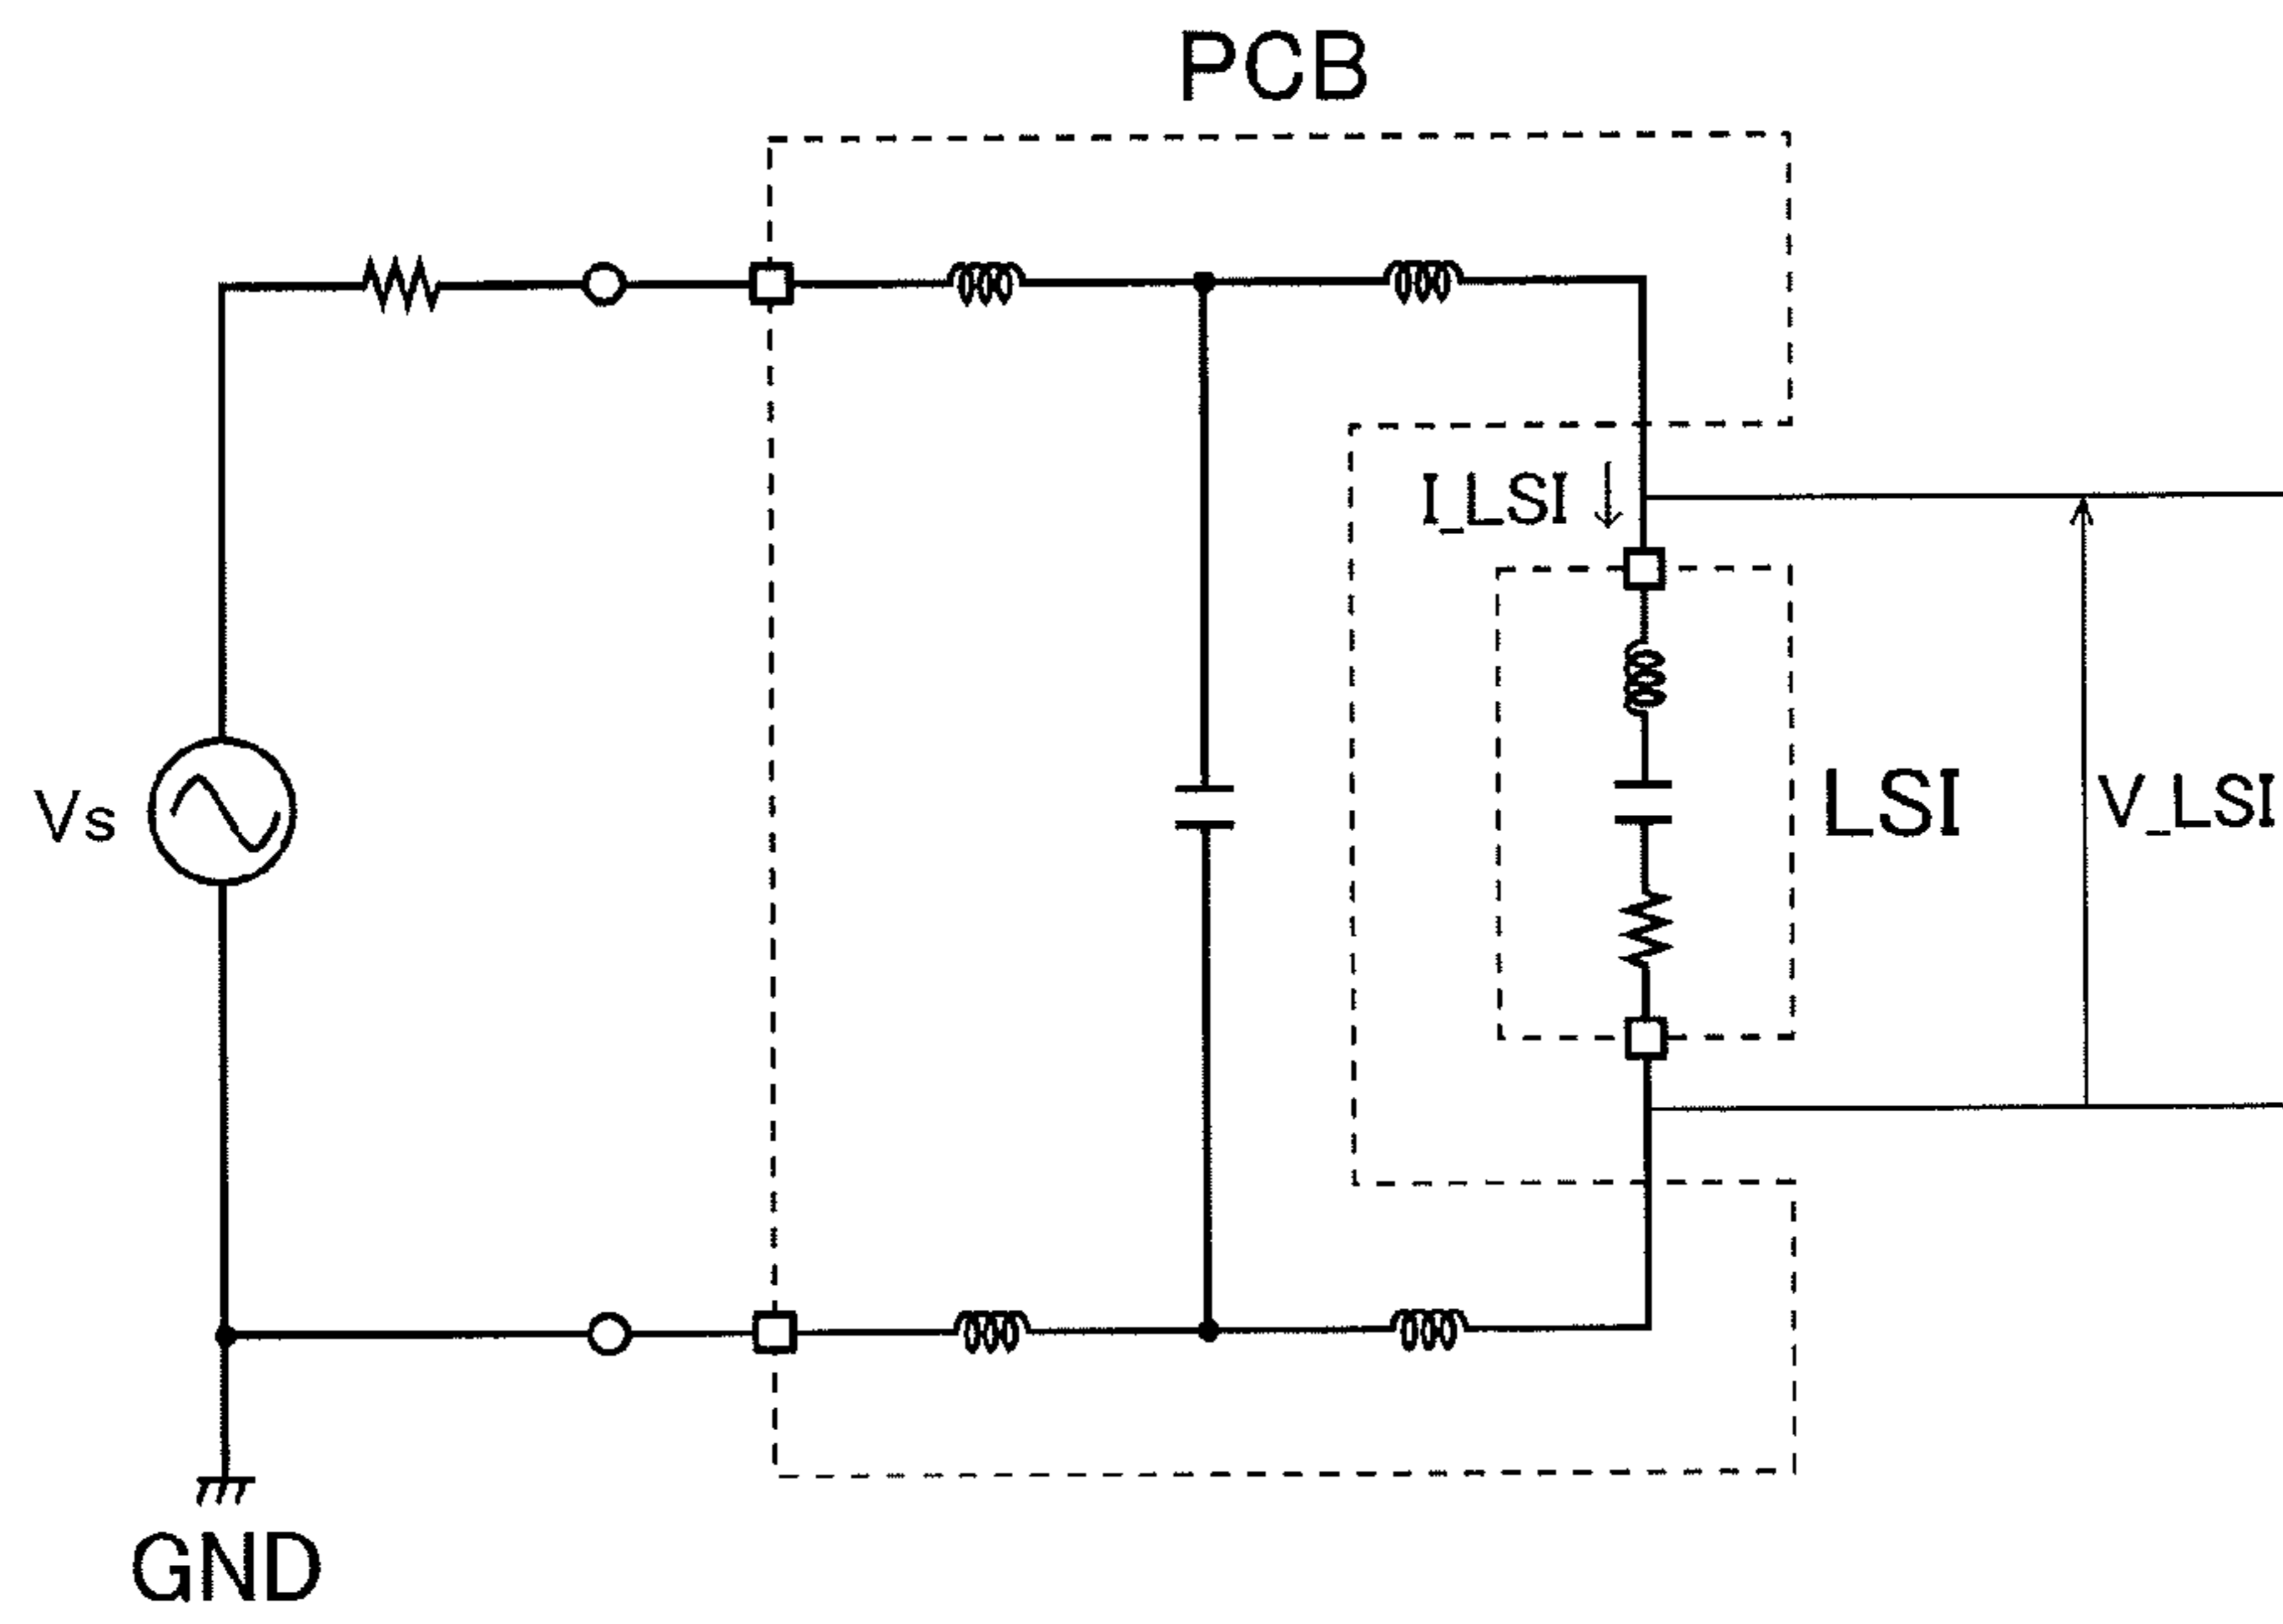 PCB
I_LSI
Vs
LSI
V_LSI
GND